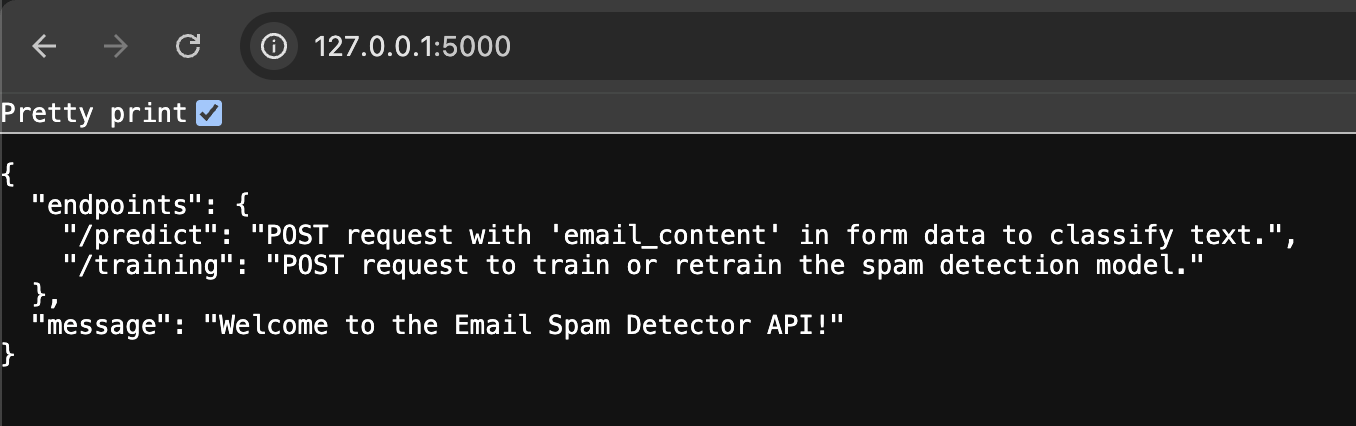 127.0.0.1:5000
Pretty print
{
  "endpoints": {
    "/predict": "POST request with 'email_content' in form data to classify text.",
    "/training": "POST request to train or retrain the spam detection model."
  },
  "message": "Welcome to the Email Spam Detector API!"
}